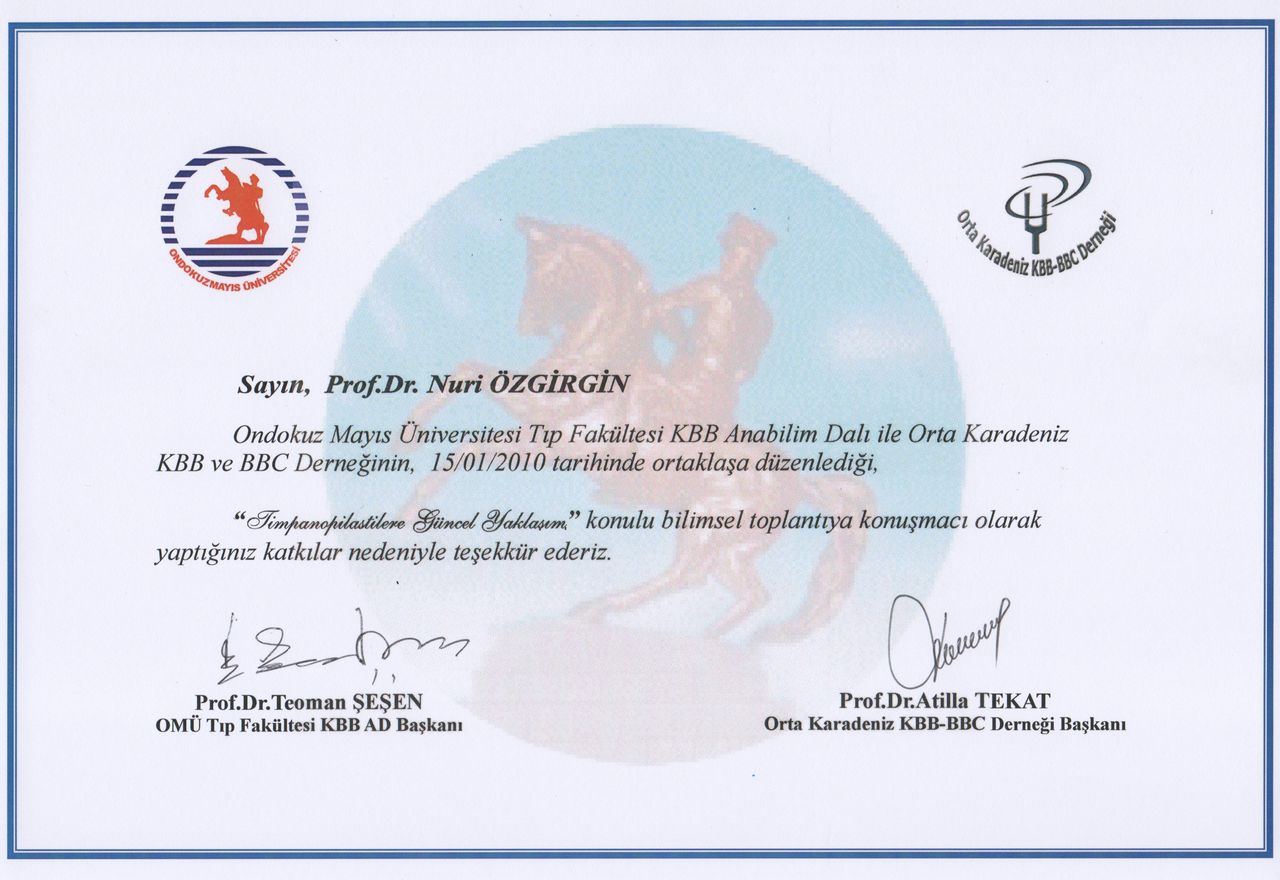 ONDOKUZMAYIS ÜNİVERSİTESİ
Orta Karadeniz KBB-BBC Derneği
Sayın, Prof.Dr. Nuri ÖZGİRGİN
Ondokuz Mayıs Üniversitesi Tıp Fakültesi KBB Anabilim Dalı ile Orta Karadeniz
KBB ve BBC Derneğinin, 15/01/2010 tarihinde ortaklaşa düzenlediği,
“Timpanopilastilere Güncel Yaklaşım,” konulu bilimsel toplantıya konuşmacı olarak
yaptığınız katkılar nedeniyle teşekkür ederiz.
Prof.Dr.Teoman ŞEŞEN
OMÜ Tıp Fakültesi KBB AD Başkanı
Prof.Dr.Atilla TEKAT
Orta Karadeniz KBB-BBC Derneği Başkanı